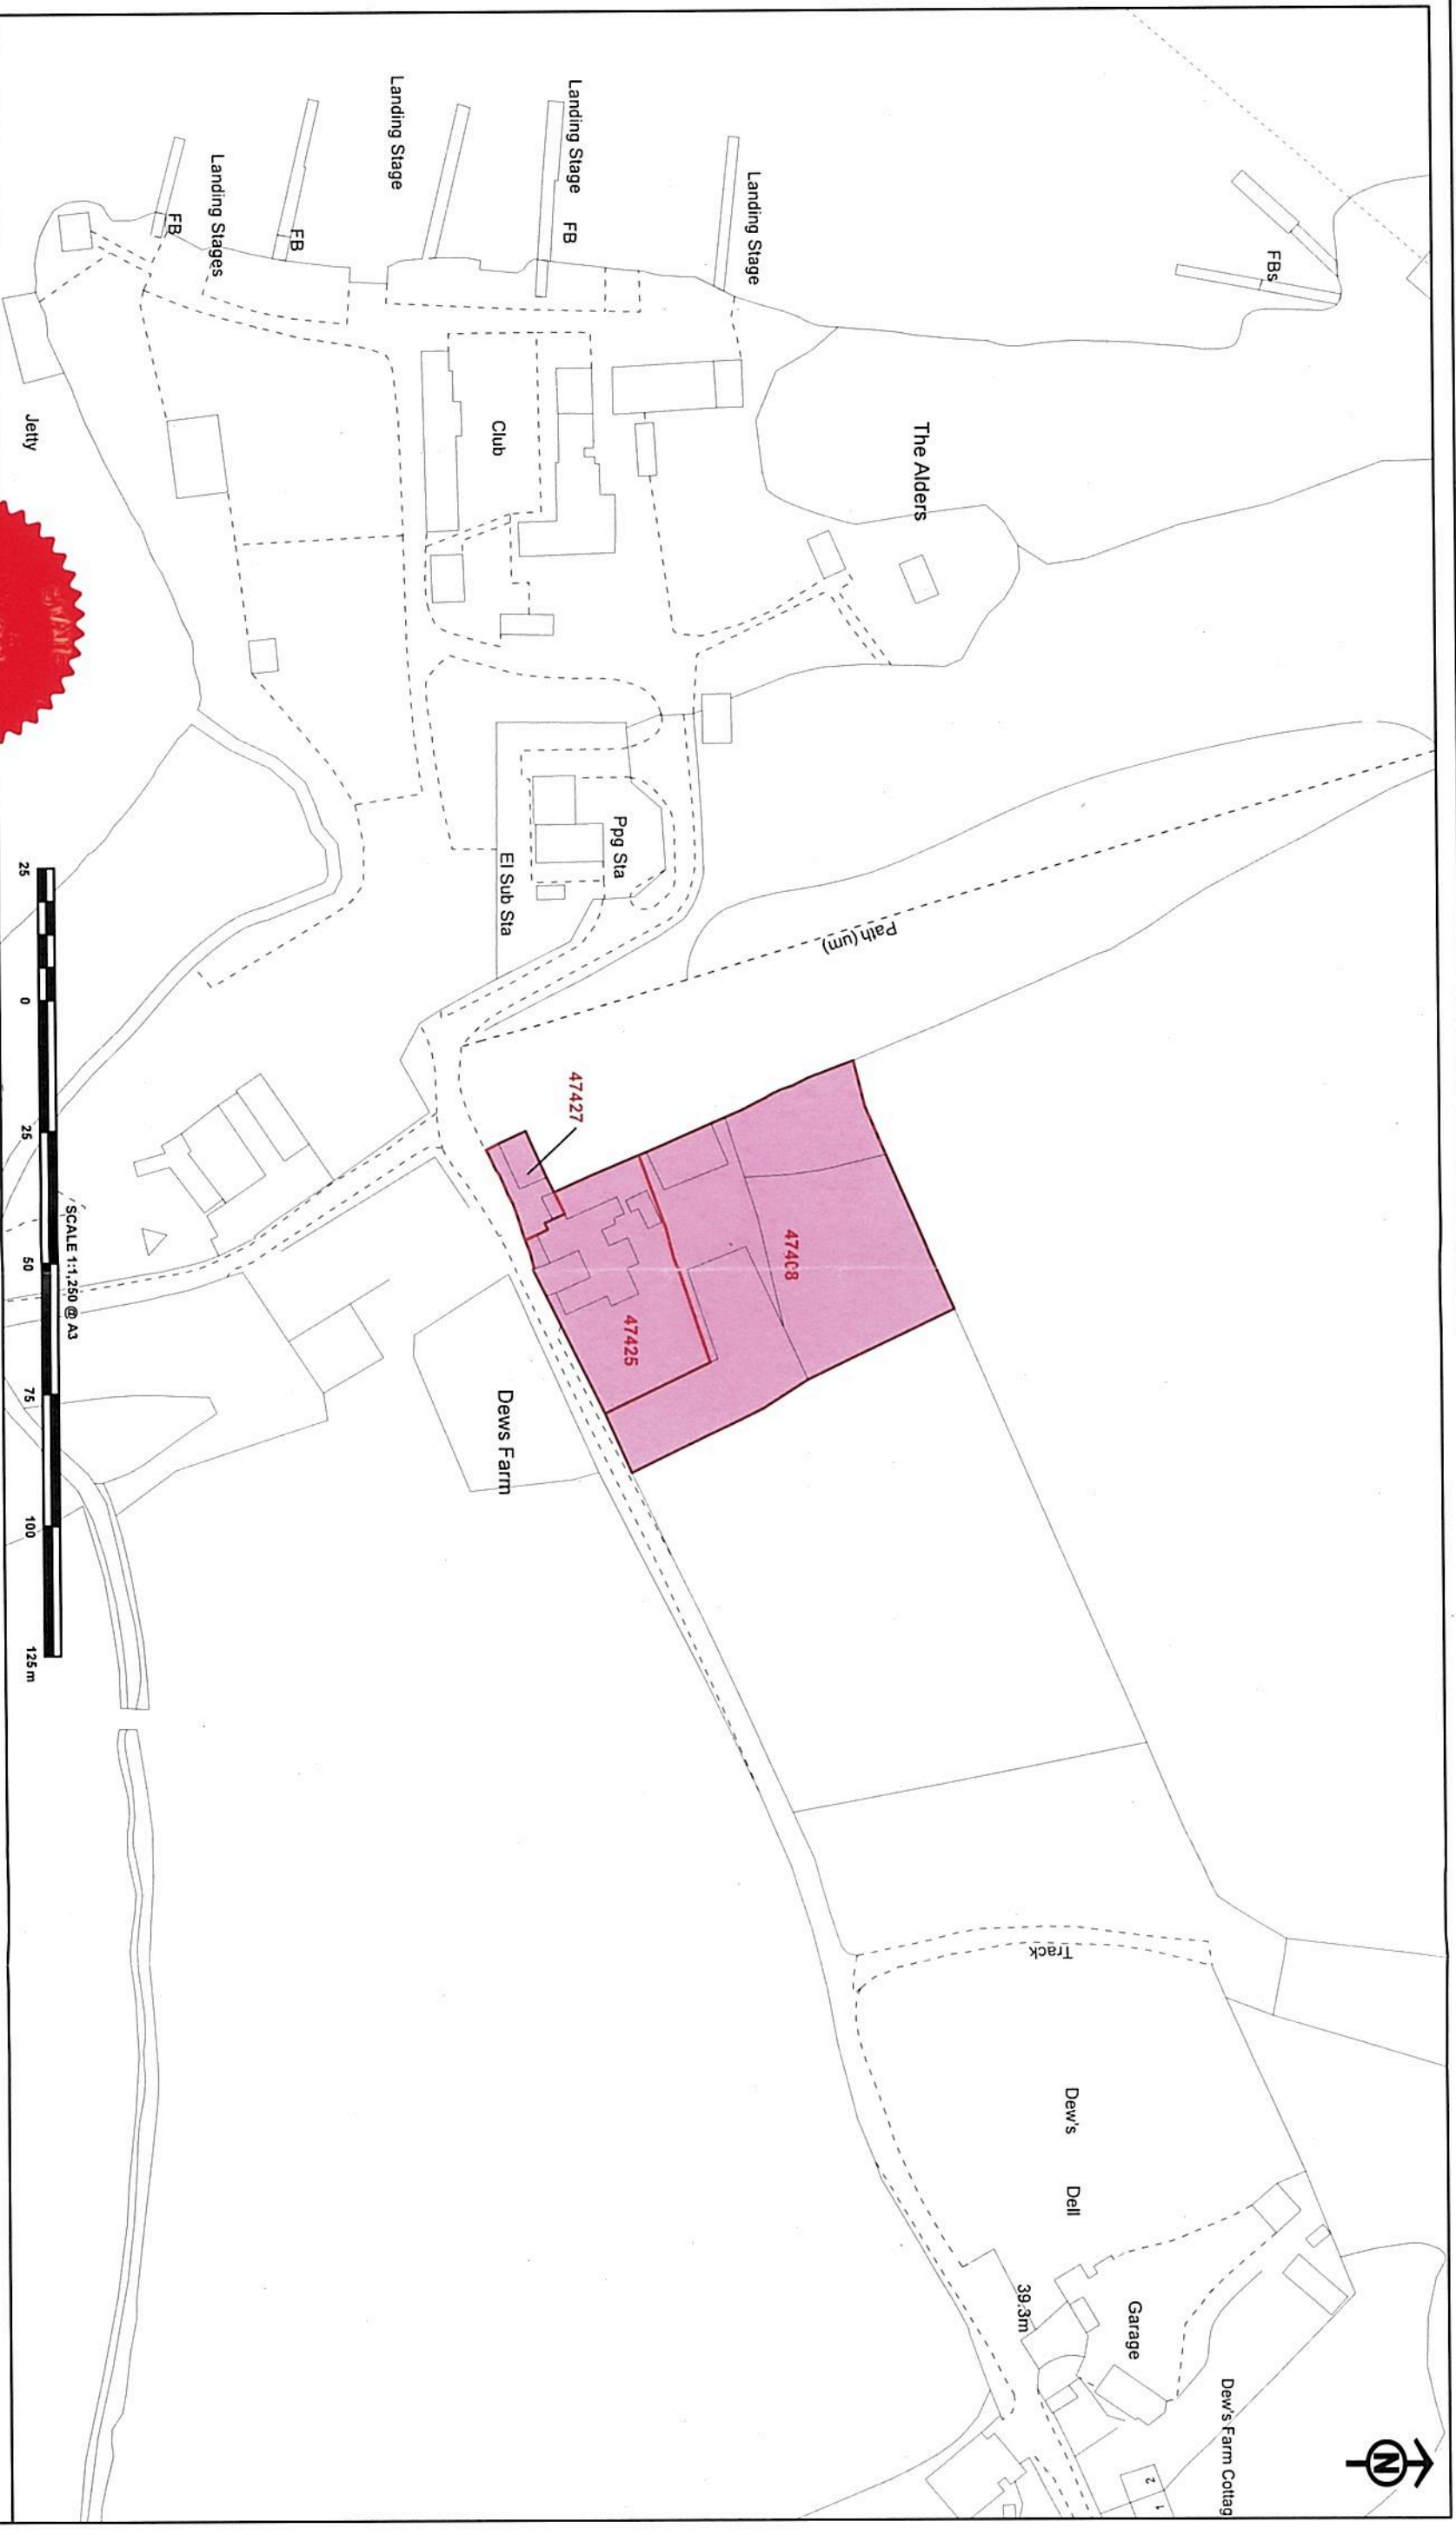 Landing Stage
Landing Stage
FB
Landing Stage
Landing Stages
FB
FB
Jetty
FBs
The Alders
Club
Ppg Sta
El Sub Sta
Path (um)
47427
47408
47425
Dews Farm
Track
Dew's
Dell
39.3m
Garage
Dew's Farm Cottag
2
1
N
25
0
25
50
75
100
125 m
SCALE 1:1,250 @ A3